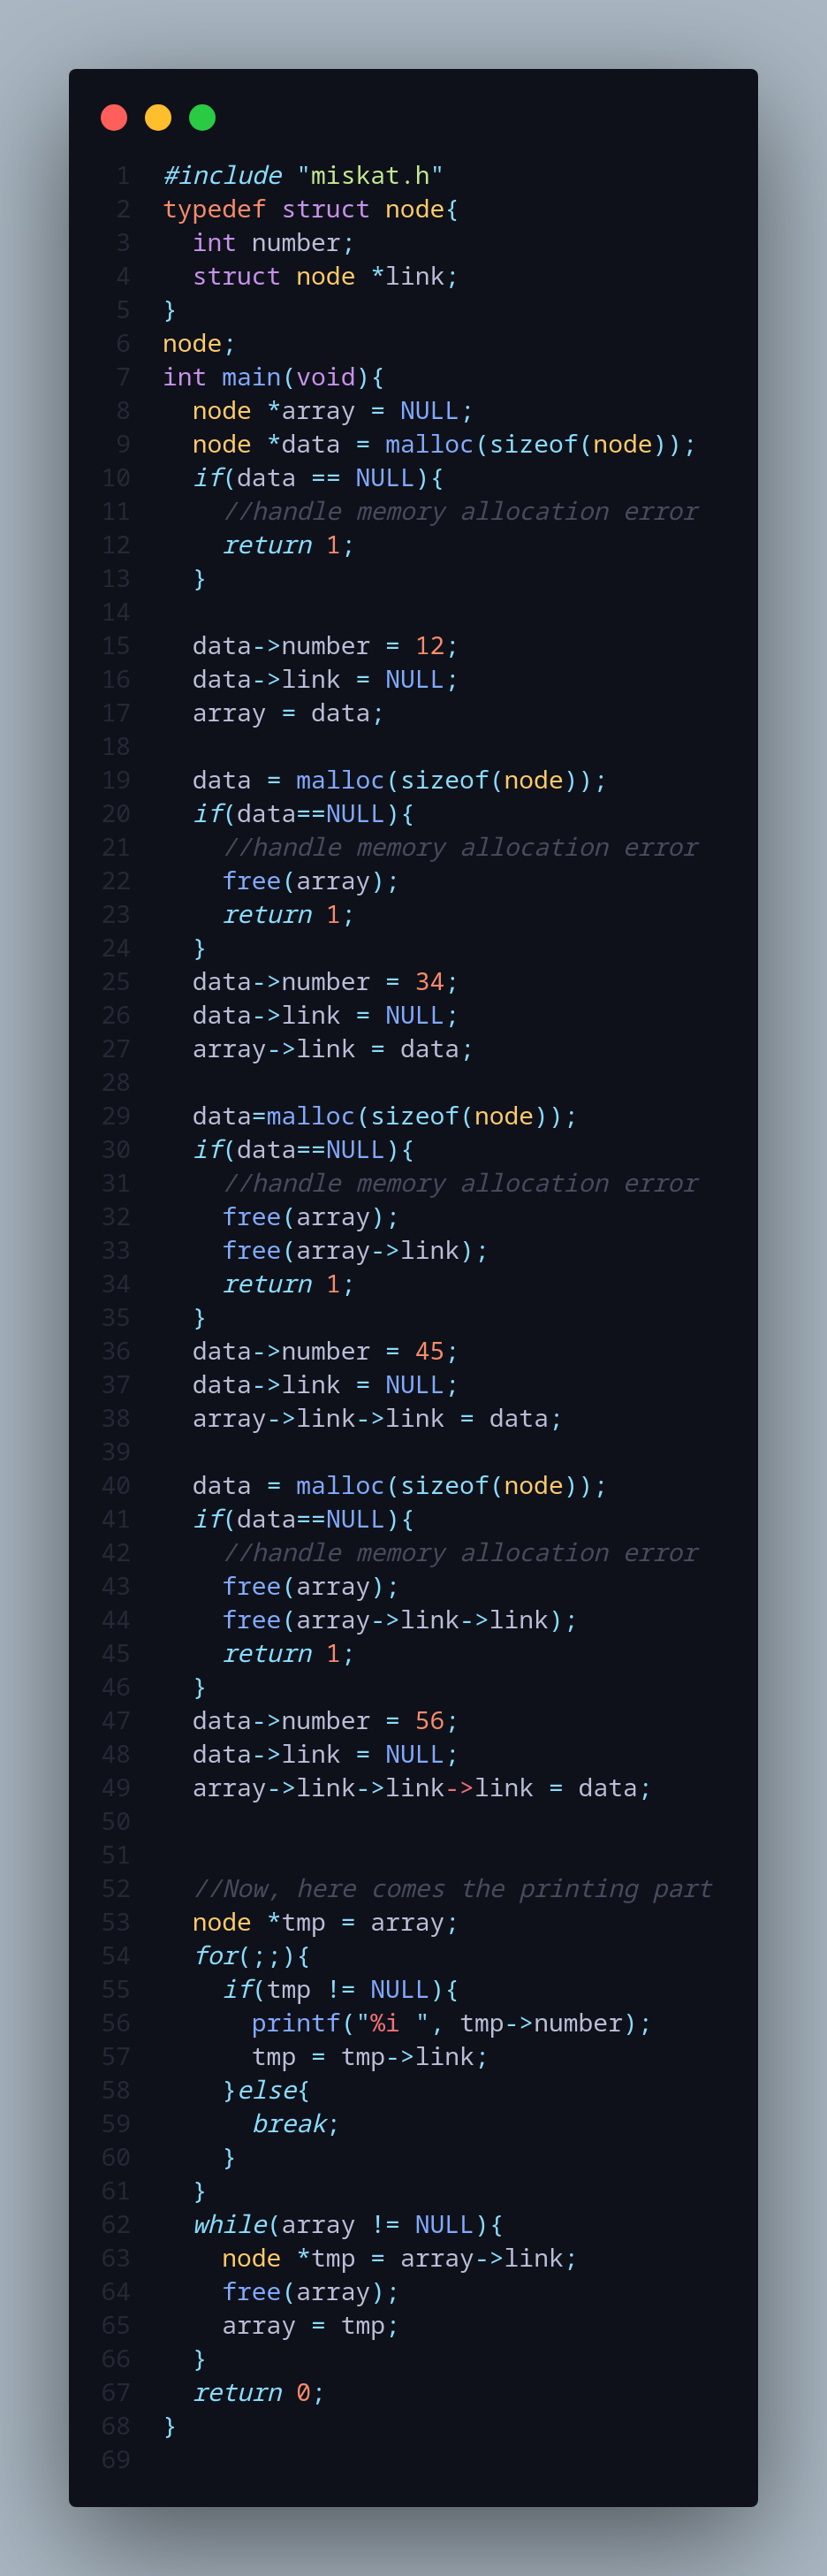 1 #include "miskat.h"
2 typedef struct node{
3   int number;
4   struct node *link;
5 }
6 node;
7 int main(void){
8   node *array = NULL;
9   node *data = malloc(sizeof(node));
10   if(data == NULL){
11     //handle memory allocation error
12     return 1;
13   }
14
15   data->number = 12;
16   data->link = NULL;
17   array = data;
18
19   data = malloc(sizeof(node));
20   if(data==NULL){
21     //handle memory allocation error
22     free(array);
23     return 1;
24   }
25   data->number = 34;
26   data->link = NULL;
27   array->link = data;
28
29   data=malloc(sizeof(node));
30   if(data==NULL){
31     //handle memory allocation error
32     free(array);
33     free(array->link);
34     return 1;
35   }
36   data->number = 45;
37   data->link = NULL;
38   array->link->link = data;
39
40   data = malloc(sizeof(node));
41   if(data==NULL){
42     //handle memory allocation error
43     free(array);
44     free(array->link->link);
45     return 1;
46   }
47   data->number = 56;
48   data->link = NULL;
49   array->link->link->link = data;
50
51
52   //Now, here comes the printing part
53   node *tmp = array;
54   for(;;){
55     if(tmp != NULL){
56       printf("%i ", tmp->number);
57       tmp = tmp->link;
58     }else{
59       break;
60     }
61   }
62   while(array != NULL){
63     node *tmp = array->link;
64     free(array);
65     array = tmp;
66   }
67   return 0;
68 }
69